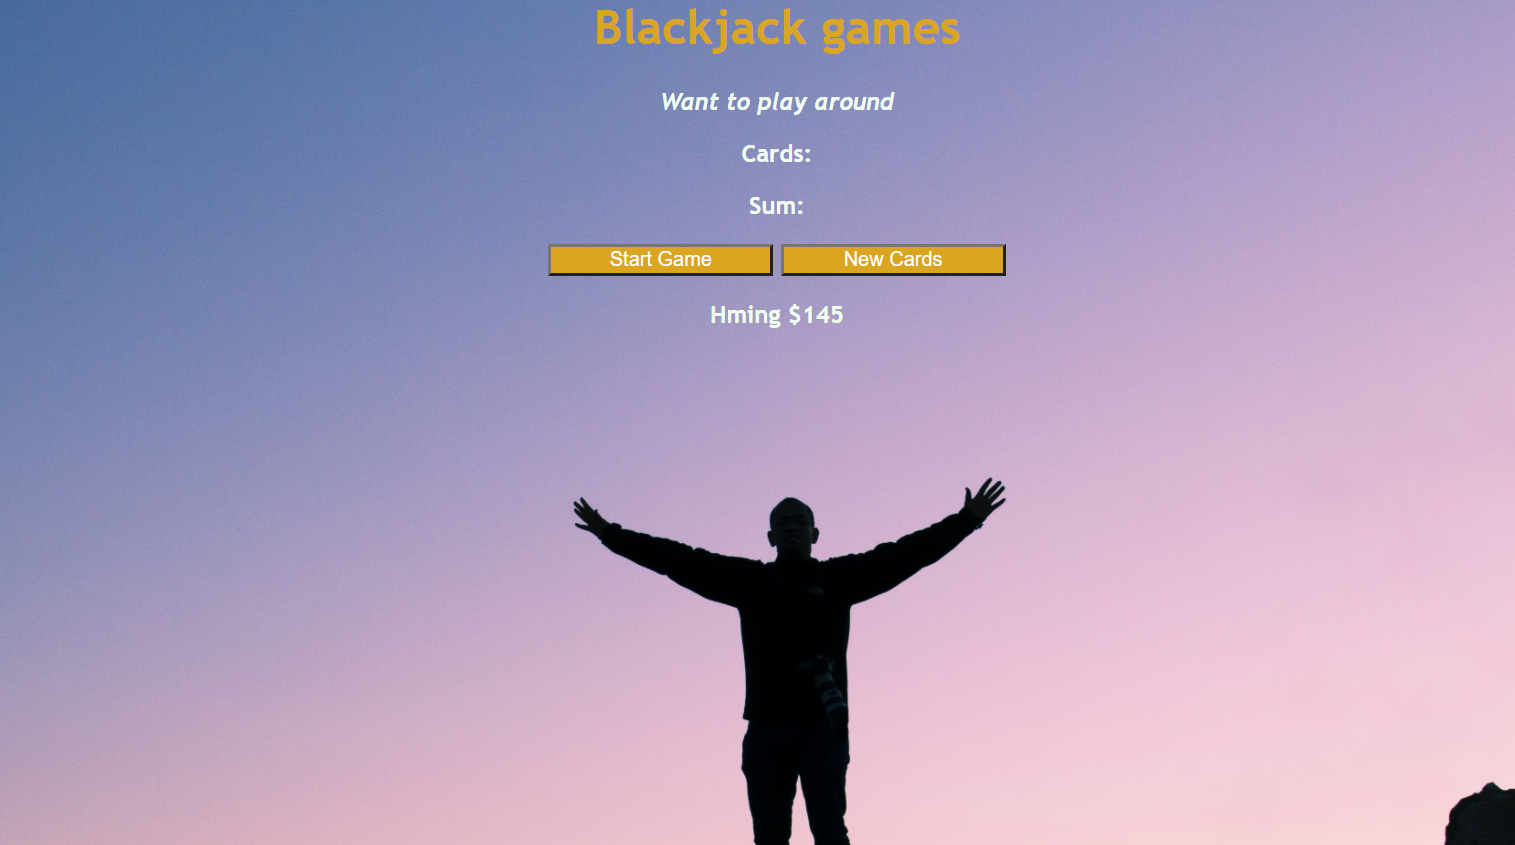 Blackjack games
Want to play around
Cards:
Sum:
Start Game New Cards
Hming $145